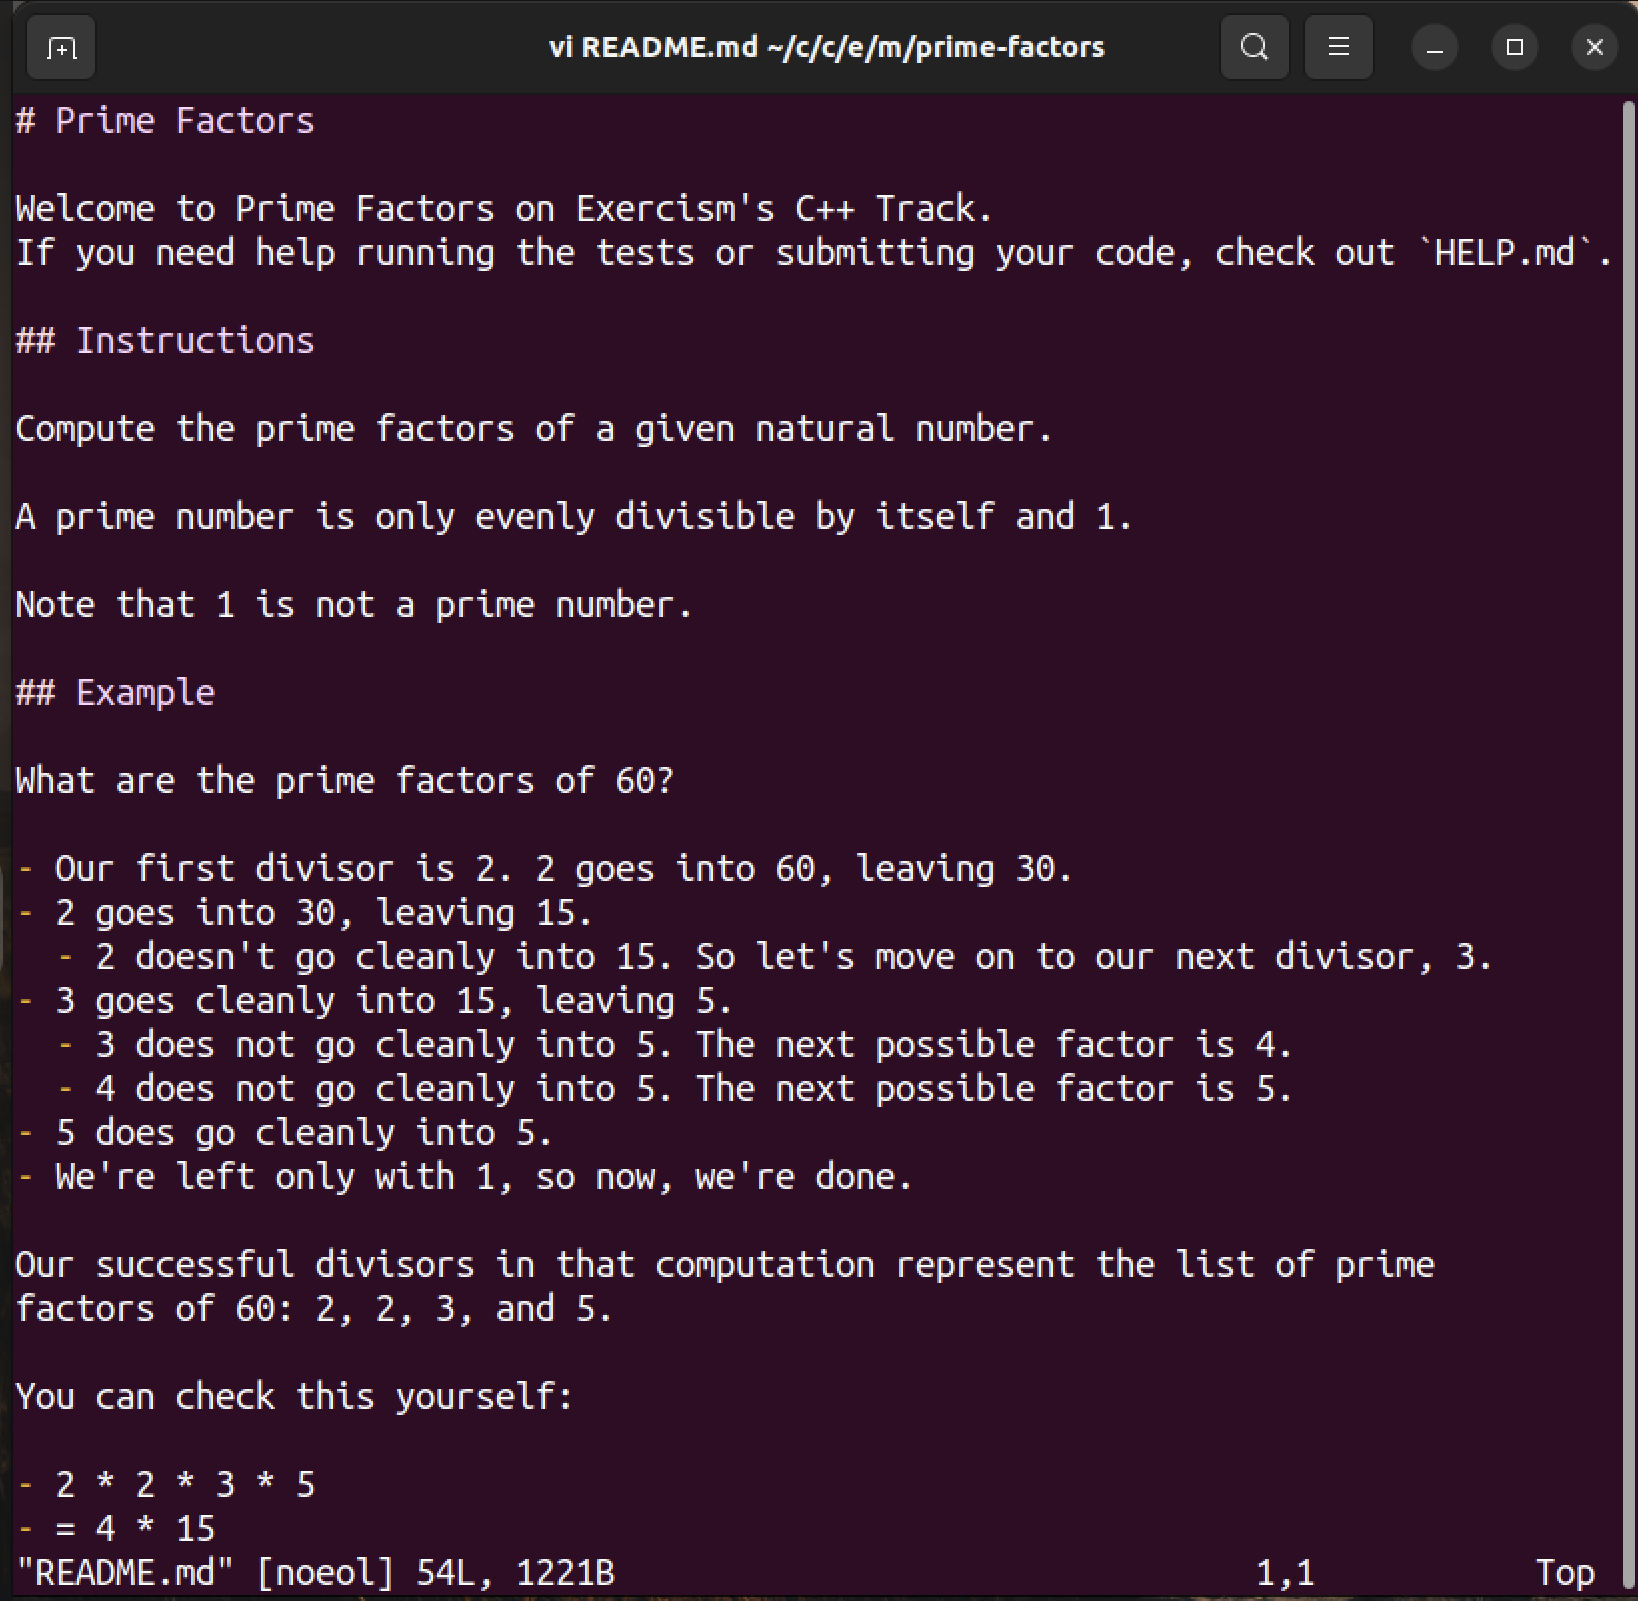 vi README.md ~/c/c/e/m/prime-factors
# Prime Factors
Welcome to Prime Factors on Exercism's C++ Track.
If you need help running the tests or submitting your code, check out `HELP.md`.
## Instructions
Compute the prime factors of a given natural number.
A prime number is only evenly divisible by itself and 1.
Note that 1 is not a prime number.
## Example
What are the prime factors of 60?
- Our first divisor is 2. 2 goes into 60, leaving 30.
- 2 goes into 30, leaving 15.
  - 2 doesn't go cleanly into 15. So let's move on to our next divisor, 3.
- 3 goes cleanly into 15, leaving 5.
  - 3 does not go cleanly into 5. The next possible factor is 4.
  - 4 does not go cleanly into 5. The next possible factor is 5.
- 5 does go cleanly into 5.
- We're left only with 1, so now, we're done.
Our successful divisors in that computation represent the list of prime
factors of 60: 2, 2, 3, and 5.
You can check this yourself:
- 2 * 2 * 3 * 5
- = 4 * 15
"README.md" [noeol] 54L, 1221B 1,1 Top